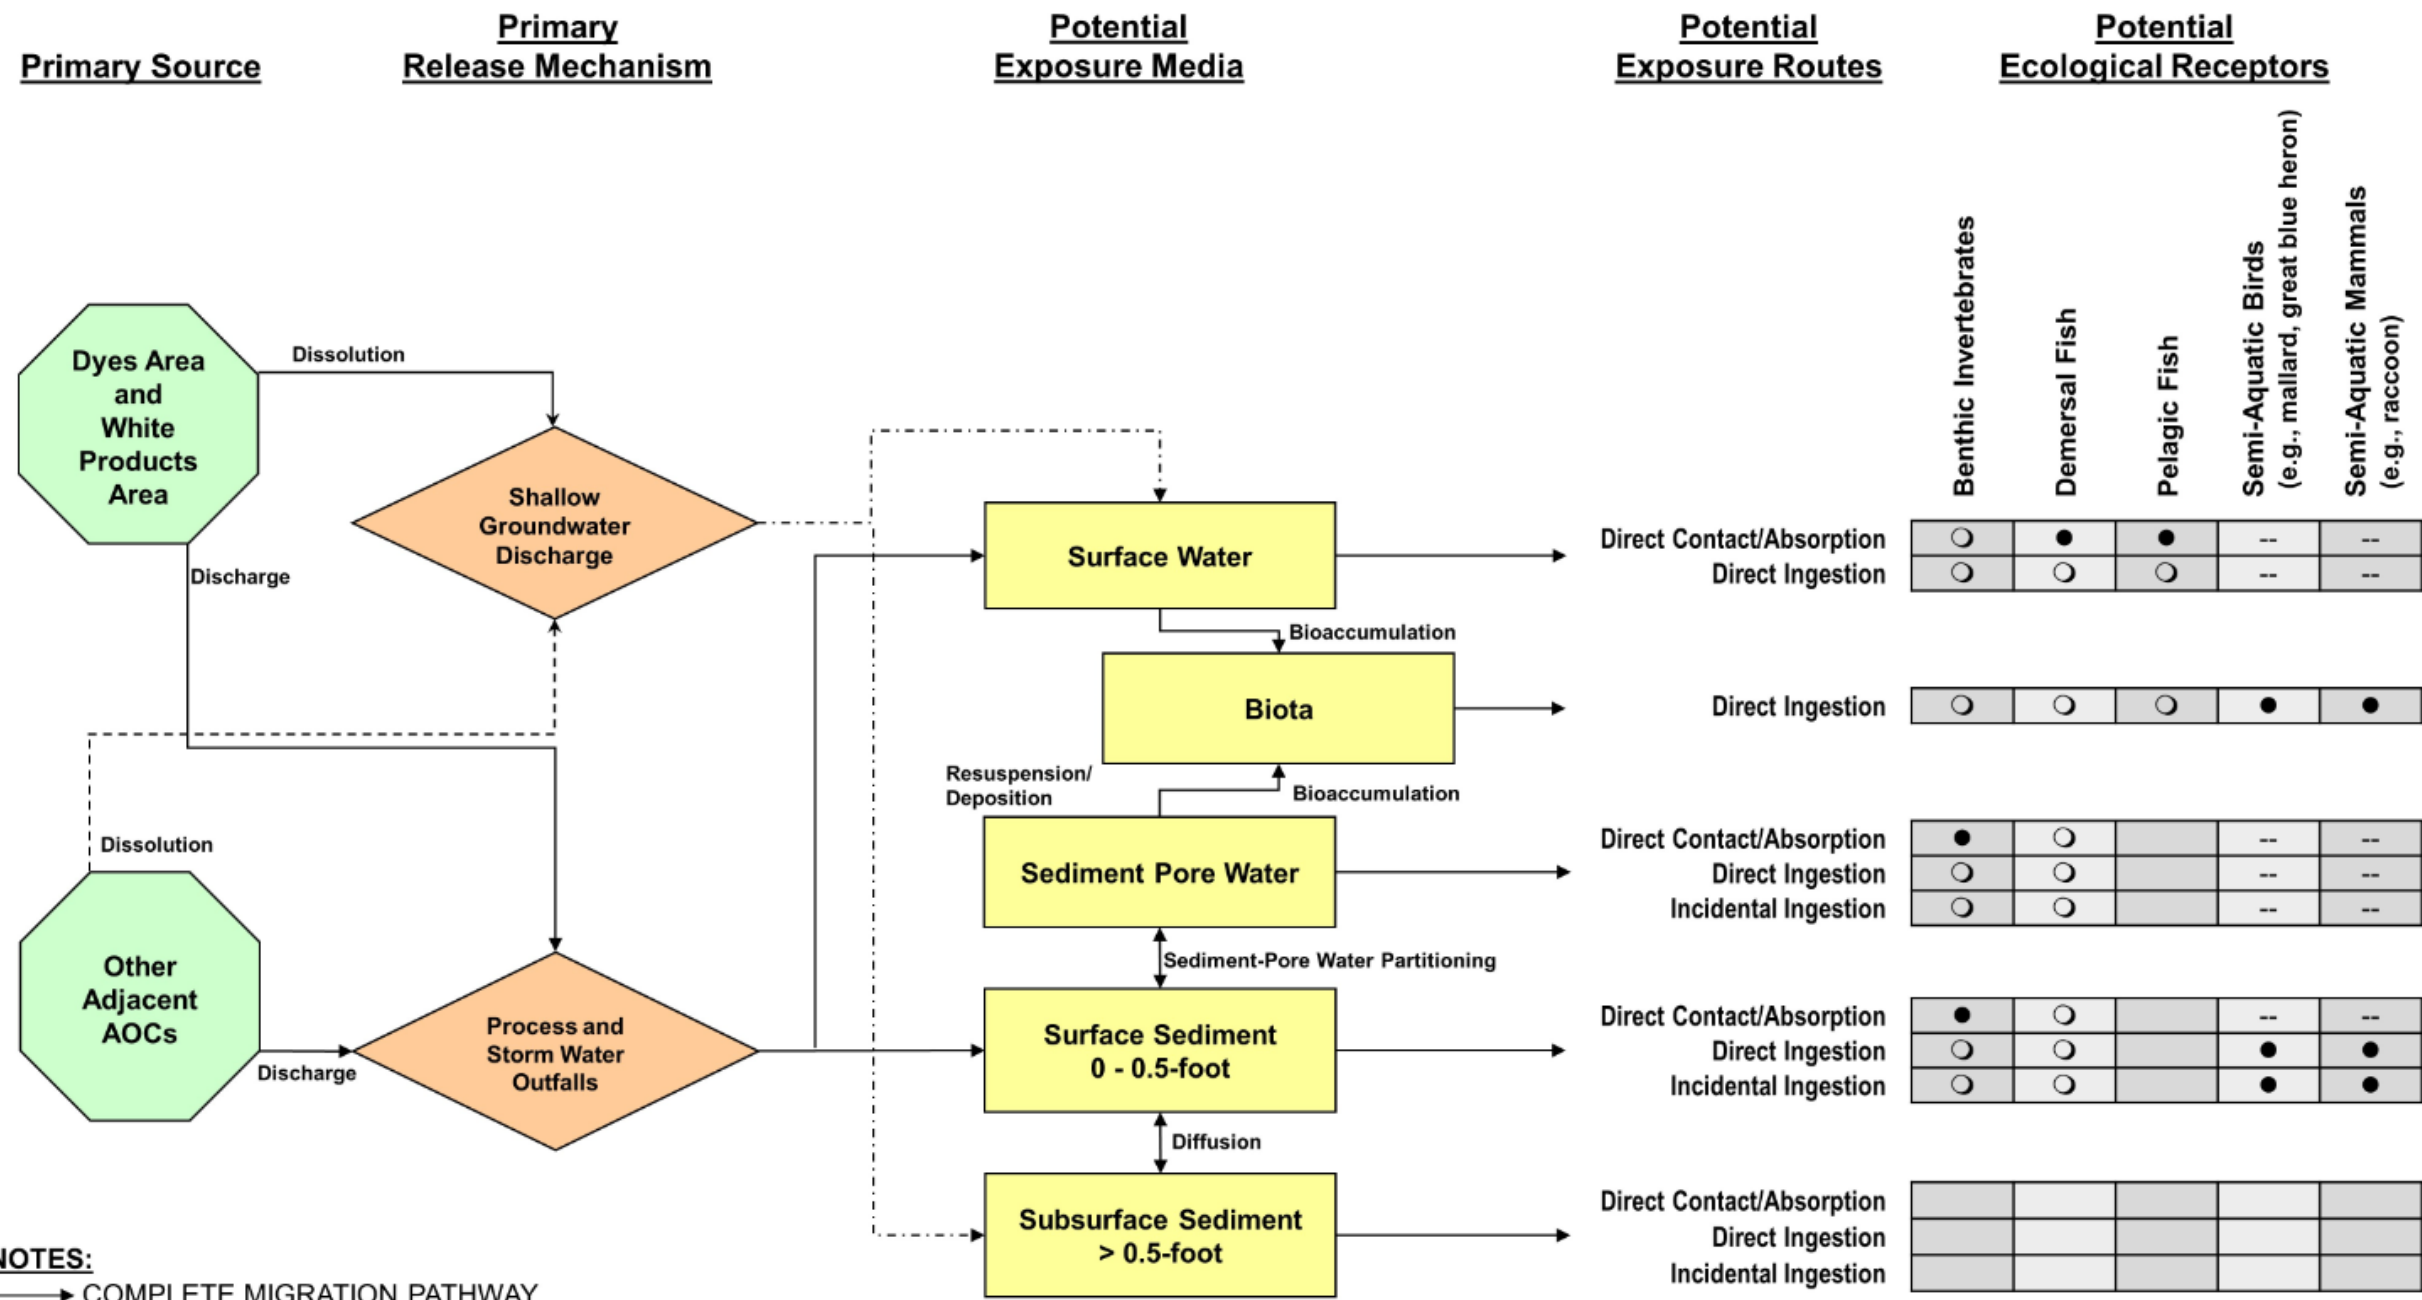 Primary Source
Primary
Release Mechanism
Potential
Exposure Media
Potential
Exposure Routes
Potential
Ecological Receptors
Benthic Invertebrates
Demersal Fish
Pelagic Fish
Semi-Aquatic Birds
(e.g., mallard, great blue heron)
Semi-Aquatic Mammals
(e.g., raccoon)
Dyes Area
and
White
Products
Area
Dissolution
Discharge
Shallow
Groundwater
Discharge
Other
Adjacent
AOCs
Dissolution
Discharge
Process and
Storm Water
Outfalls
Surface Water
Bioaccumulation
Biota
Resuspension/
Deposition
Bioaccumulation
Sediment Pore Water
Sediment-Pore Water Partitioning
Surface Sediment
0 - 0.5-foot
Diffusion
Subsurface Sediment
> 0.5-foot
Direct Contact/Absorption ❍ ● ● -- --
Direct Ingestion ❍ ❍ ❍ -- --
Direct Ingestion ❍ ❍ ❍ ● ●
Direct Contact/Absorption ● ❍ -- --
Direct Ingestion ❍ ❍ -- --
Incidental Ingestion ❍ ❍ -- --
Direct Contact/Absorption ● ❍ -- --
Direct Ingestion ❍ ❍ ● ●
Incidental Ingestion ❍ ❍ ● ●
Direct Contact/Absorption
Direct Ingestion
Incidental Ingestion
NOTES:
COMPLETE MIGRATION PATHWAY